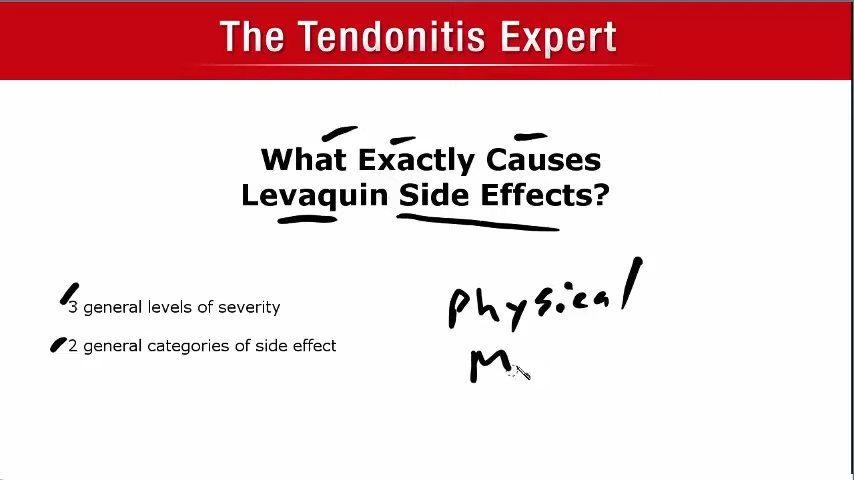 The Tendonitis Expert
What Exactly Causes
Levaquin Side Effects?
3 general levels of severity
2 general categories of side effect
Physical
M